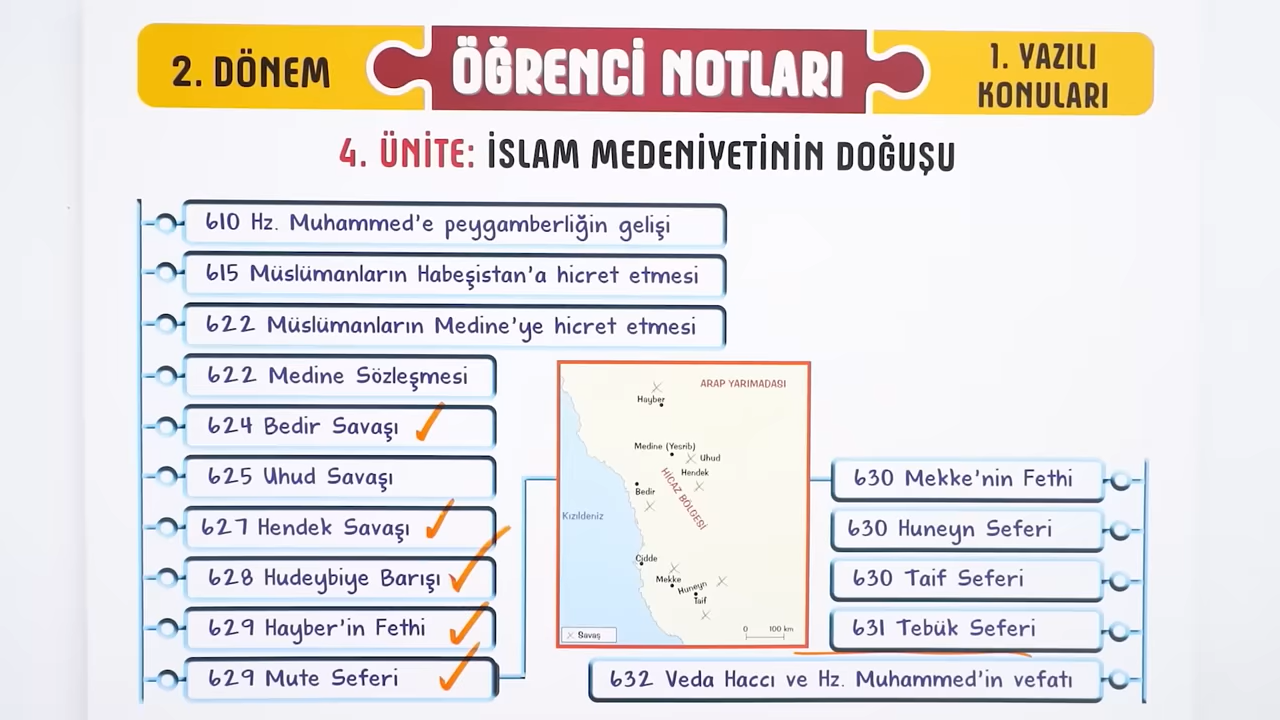 2. DÖNEM
ÖĞRENCİ NOTLARI
1. YAZILI
KONULARI
4. ÜNİTE: İSLAM MEDENİYETİNİN DOĞUŞU
610 Hz. Muhammed'e peygamberliğin gelişi
615 Müslümanların Habeşistan'a hicret etmesi
622 Müslümanların Medine'ye hicret etmesi
622 Medine Sözleşmesi
624 Bedir Savaşı
625 Uhud Savaşı
627 Hendek Savaşı
628 Hudeybiye Barışı
629 Hayber'in Fethi
629 Mute Seferi
ARAP YARIMADASI
Hayber
Medine (Yesrib)
Uhud
Hendek
HİCAZ BÖLGESİ
Bedir
Kızıldeniz
Cidde
Mekke
Huneyn
Taif
Savaş
0 100 km
630 Mekke'nin Fethi
630 Huneyn Seferi
630 Taif Seferi
631 Tebük Seferi
632 Veda Haccı ve Hz. Muhammed'in vefatı